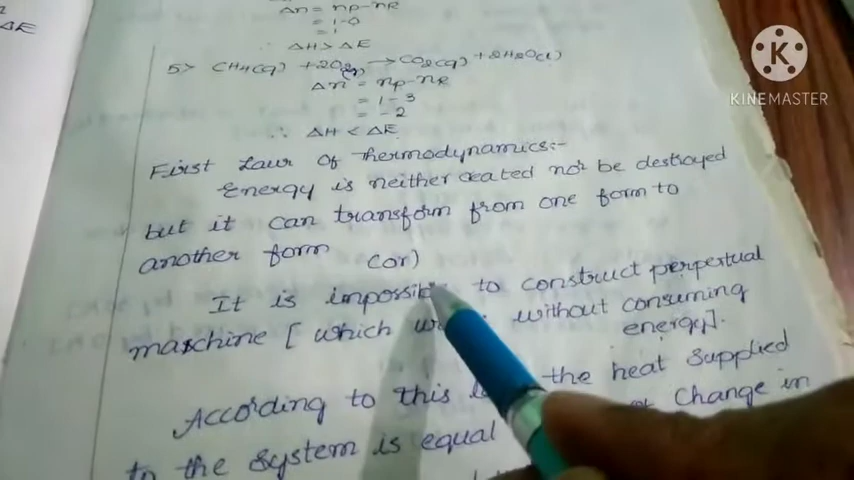 ΔE
Δn = np-nR
= 1-0
= 1
∴ ΔH > ΔE
5> CH4(g) + 2O2(g) → CO2(g) + 2H2O(l)
Δn = np-nR
= 1-3
= -2
∴ ΔH < ΔE
First Law of Thermodynamics:-
Energy is neither ceated nor be destroyed
but it can transform from one form to
another form (or)
It is impossib to construct perpetual
maschine [ which without consuming
energy].
According to this the heat supplied
to the system is equal of change in
KINEMASTER